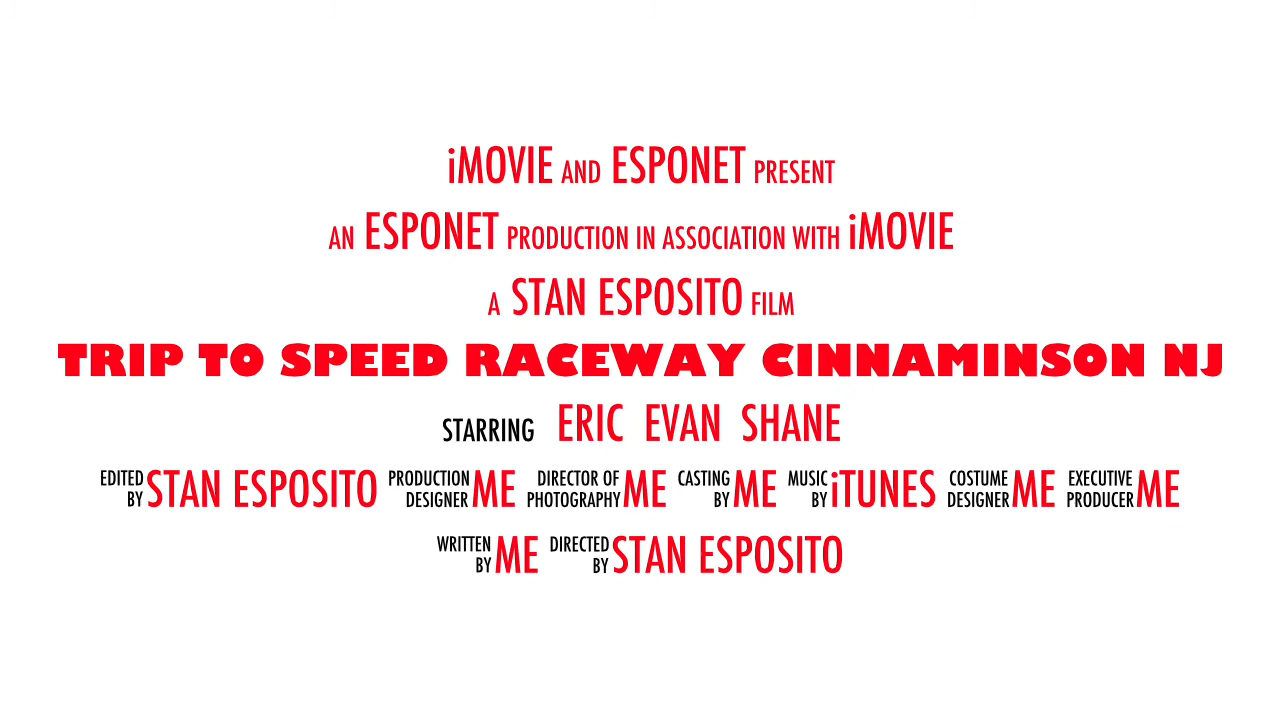 iMOVIE AND ESPONET PRESENT
AN ESPONET PRODUCTION IN ASSOCIATION WITH iMOVIE
A STAN ESPOSITO FILM
TRIP TO SPEED RACEWAY CINNAMINSON NJ
STARRING ERIC EVAN SHANE
EDITED BY STAN ESPOSITO PRODUCTION DESIGNER ME DIRECTOR OF PHOTOGRAPHY ME CASTING BY ME MUSIC BY iTUNES COSTUME DESIGNER ME EXECUTIVE PRODUCER ME
WRITTEN BY ME DIRECTED BY STAN ESPOSITO